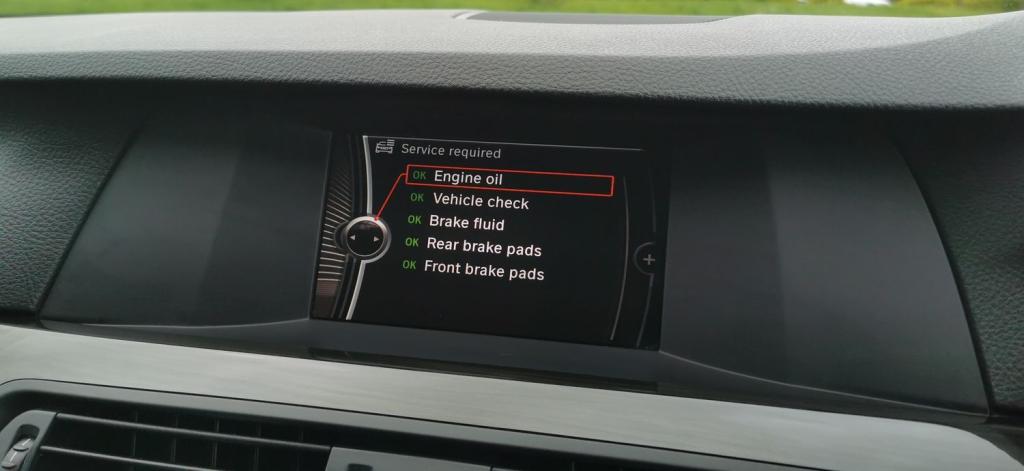 Service required
OK Engine oil
OK Vehicle check
OK Brake fluid
OK Rear brake pads
OK Front brake pads
+